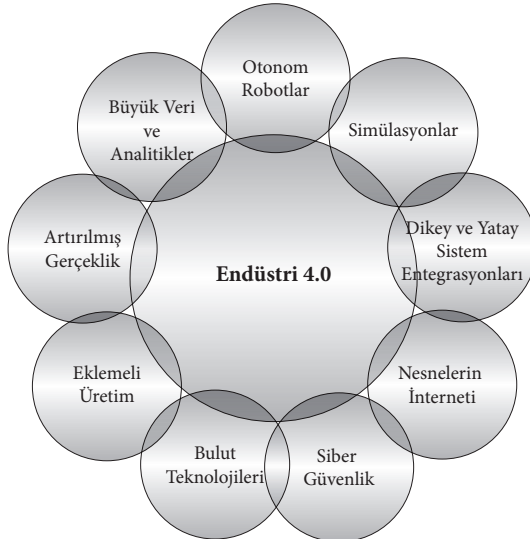 Otonom
Robotlar
Simülasyonlar
Dikey ve Yatay
Sistem
Entegrasyonları
Nesnelerin
İnterneti
Siber
Güvenlik
Bulut
Teknolojileri
Eklemeli
Üretim
Artırılmış
Gerçeklik
Büyük Veri
ve
Analitikler
Endüstri 4.0